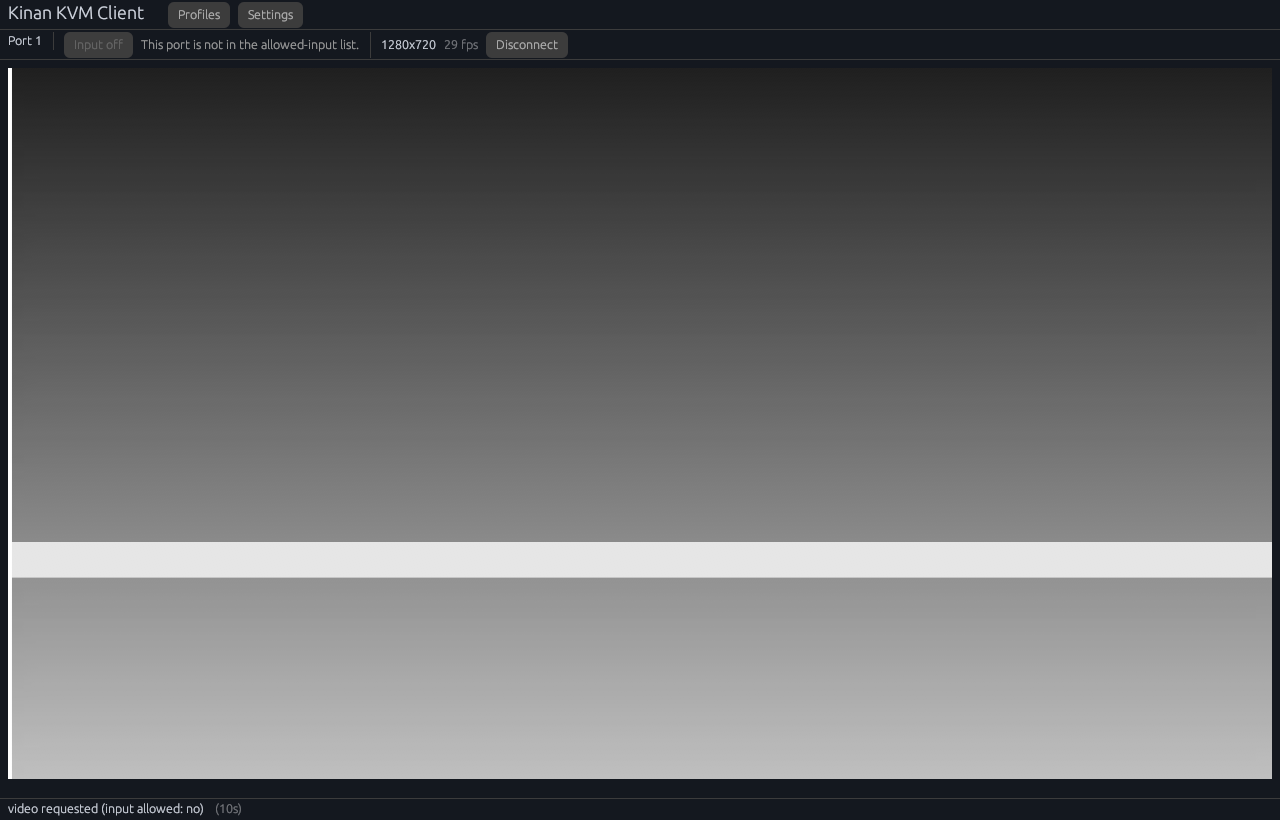 Kinan KVM Client Profiles Settings
Port 1 Input off This port is not in the allowed-input list. 1280x720 29 fps Disconnect
video requested (input allowed: no) (10s)